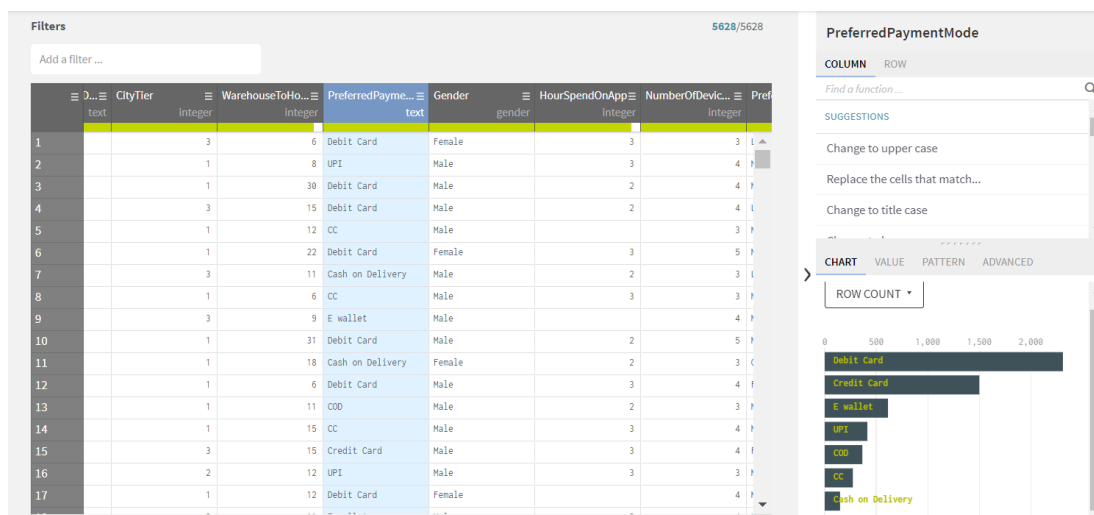 Filters
5628/5628
Add a filter ...
D... CityTier WarehouseToHo... PreferredPayme... Gender HourSpendOnApp NumberOfDevic... Pref
text integer integer text gender integer integer
1 3 6 Debit Card Female 3 3 L
2 1 8 UPI Male 3 4
3 1 30 Debit Card Male 2 4
4 3 15 Debit Card Male 2 4 L
5 1 12 CC Male 3
6 1 22 Debit Card Female 3 5
7 3 11 Cash on Delivery Male 2 3 L
8 1 6 CC Male 3 3
9 3 9 E wallet Male 4
10 1 31 Debit Card Male 2 5
11 1 18 Cash on Delivery Female 2 3
12 1 6 Debit Card Male 3 4
13 1 11 COD Male 2 3
14 1 15 CC Male 3 4
15 3 15 Credit Card Male 3 4
16 2 12 UPI Male 3 3
17 1 12 Debit Card Female 4
PreferredPaymentMode
COLUMN ROW
Find a function ...
SUGGESTIONS
Change to upper case
Replace the cells that match...
Change to title case
CHART VALUE PATTERN ADVANCED
ROW COUNT
0 500 1,000 1,500 2,000
Debit Card
Credit Card
E wallet
UPI
COD
CC
Cash on Delivery